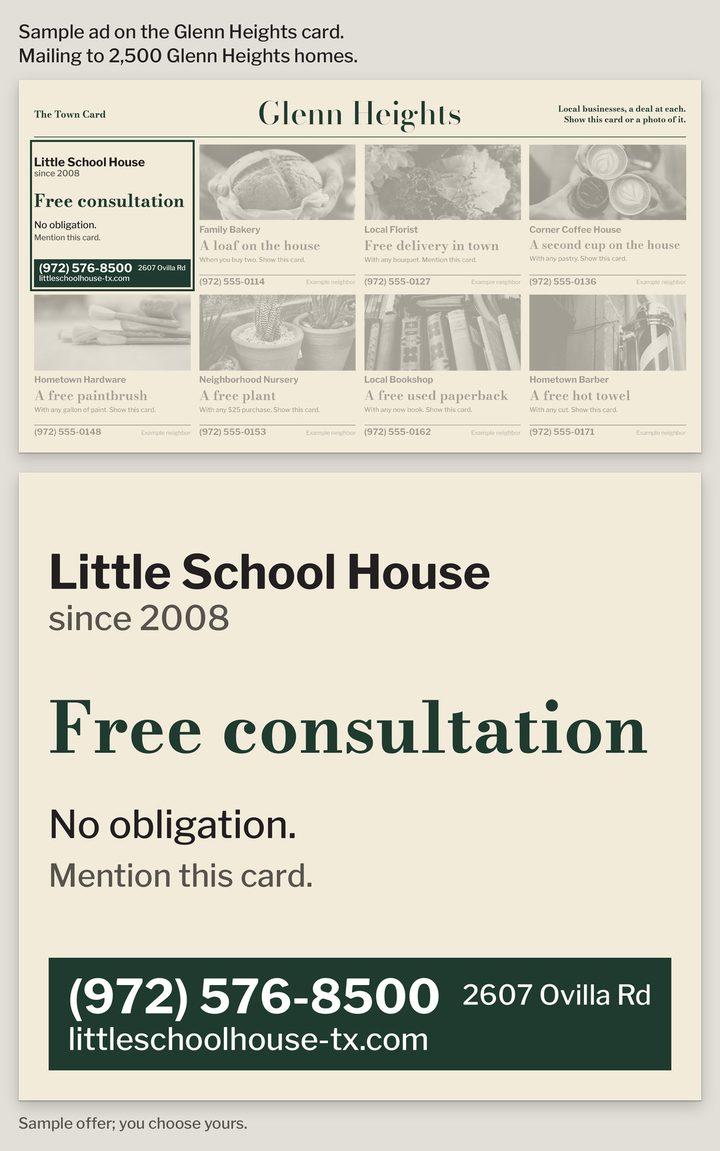 Sample ad on the Glenn Heights card.
Mailing to 2,500 Glenn Heights homes.
The Town Card
Glenn Heights
Local businesses, a deal at each.
Show this card or a photo of it.
Little School House
since 2008
Free consultation
No obligation.
Mention this card.
(972) 576-8500 2607 Ovilla Rd
littleschoolhouse-tx.com
Family Bakery
A loaf on the house
When you buy two. Show this card.
(972) 555-0114 Example neighbor
Local Florist
Free delivery in town
With any bouquet. Mention this card.
(972) 555-0127 Example neighbor
Corner Coffee House
A second cup on the house
With any pastry. Show this card.
(972) 555-0136 Example neighbor
Hometown Hardware
A free paintbrush
With any gallon of paint. Show this card.
(972) 555-0148 Example neighbor
Neighborhood Nursery
A free plant
With any $25 purchase. Show this card.
(972) 555-0153 Example neighbor
Local Bookshop
A free used paperback
With any new book. Show this card.
(972) 555-0162 Example neighbor
Hometown Barber
A free hot towel
With any cut. Show this card.
(972) 555-0171 Example neighbor
Little School House
since 2008
Free consultation
No obligation.
Mention this card.
(972) 576-8500 2607 Ovilla Rd
littleschoolhouse-tx.com
Sample offer; you choose yours.